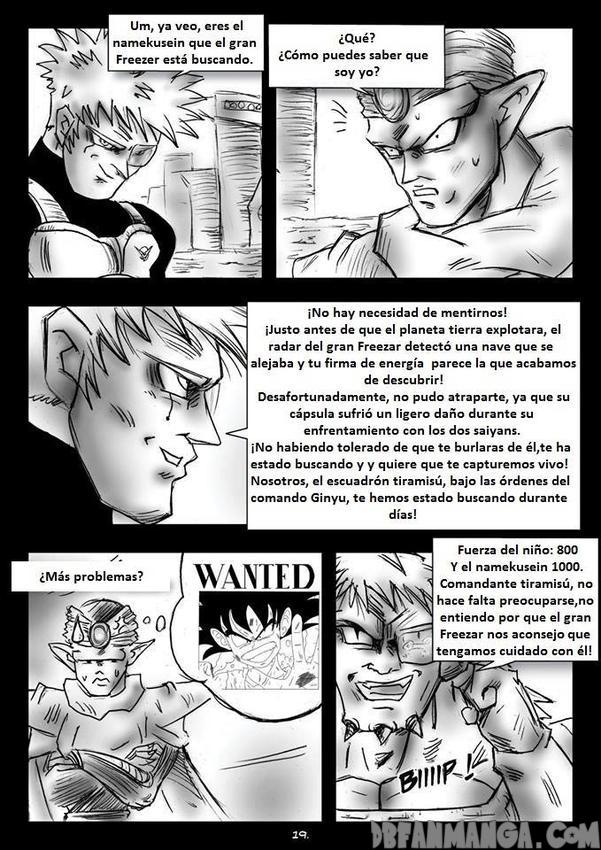 Um, ya veo, eres el
namekusein que el gran
Freezer está buscando.
¿Qué?
¿Cómo puedes saber que
soy yo?
¡No hay necesidad de mentirnos!
¡Justo antes de que el planeta tierra explotara, el
radar del gran Freezar detectó una nave que se
alejaba y tu firma de energía parece la que acabamos
de descubrir!
Desafortunadamente, no pudo atraparte, ya que su
cápsula sufrió un ligero daño durante su
enfrentamiento con los dos saiyans.
¡No habiendo tolerado de que te burlaras de él,te ha
estado buscando y y quiere que te capturemos vivo!
Nosotros, el escuadrón tiramisú, bajo las órdenes del
comando Ginyu, te hemos estado buscando durante
días!
¿Más problemas?
WANTED
Fuerza del niño: 800
Y el namekusein 1000.
Comandante tiramisú, no
hace falta preocuparse,no
entiendo por que el gran
Freezar nos aconsejo que
tengamos cuidado con él!
BIIIIP!
19.
DBFANMANGA.COM